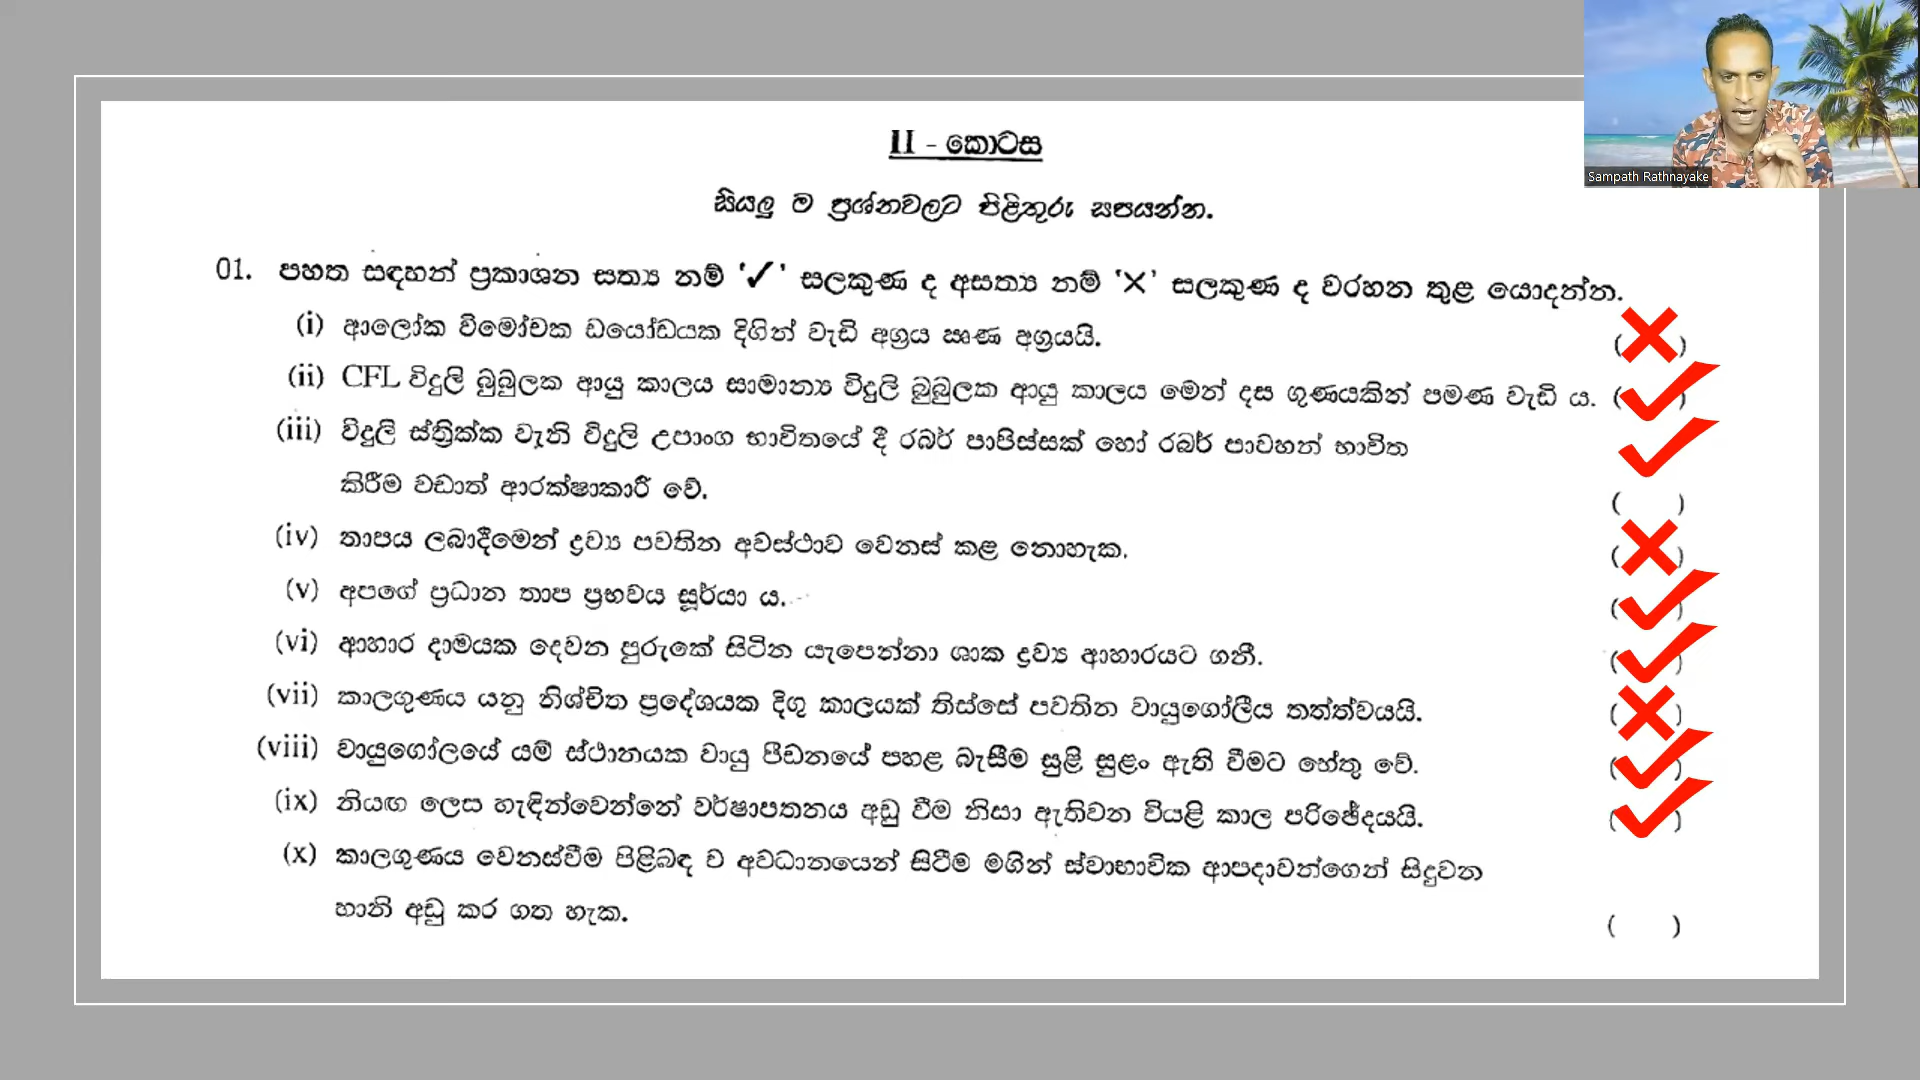 Sampath Rathnayake
II - කොටස
සියලු ම ප්‍රශ්නවලට පිළිතුරු සපයන්න.
01. පහත සඳහන් ප්‍රකාශන සත්‍ය නම් '✓' සලකුණ ද අසත්‍ය නම් '✕' සලකුණ ද වරහන තුළ යොදන්න.
(i) ආලෝක විමෝචක ඩයෝඩයක දිගින් වැඩි අග්‍රය ඍණ අග්‍රයයි. (❌)
(ii) CFL විදුලි බුබුලක ආයු කාලය සාමාන්‍ය විදුලි බුබුලක ආයු කාලය මෙන් දස ගුණයකින් පමණ වැඩි ය. (✓)
(iii) විදුලි ස්ත්‍රික්ක වැනි විදුලි උපාංග භාවිතයේ දී රබර් පාපිස්සක් හෝ රබර් පාවහන් භාවිත ✓
කිරීම වඩාත් ආරක්ෂාකාරී වේ. ( )
(iv) තාපය ලබාදීමෙන් ද්‍රව්‍ය පවතින අවස්ථාව වෙනස් කළ නොහැක. (❌)
(v) අපගේ ප්‍රධාන තාප ප්‍රභවය සූර්යා ය. (✓)
(vi) ආහාර දාමයක දෙවන පුරුකේ සිටින යැපෙන්නා ශාක ද්‍රව්‍ය ආහාරයට ගනී. (✓)
(vii) කාලගුණය යනු නිශ්චිත ප්‍රදේශයක දිගු කාලයක් තිස්සේ පවතින වායුගෝලීය තත්ත්වයයි. (❌)
(viii) වායුගෝලයේ යම් ස්ථානයක වායු පීඩනයේ පහළ බැසීම සුළි සුළං ඇති වීමට හේතු වේ. (✓)
(ix) නියඟ ලෙස හැඳින්වෙන්නේ වර්ෂාපතනය අඩු වීම නිසා ඇතිවන වියළි කාල පරිච්ඡේදයයි. (✓)
(x) කාලගුණය වෙනස්වීම පිළිබඳ ව අවධානයෙන් සිටීම මගින් ස්වාභාවික ආපදාවන්ගෙන් සිදුවන
හානි අඩු කර ගත හැක. ( )